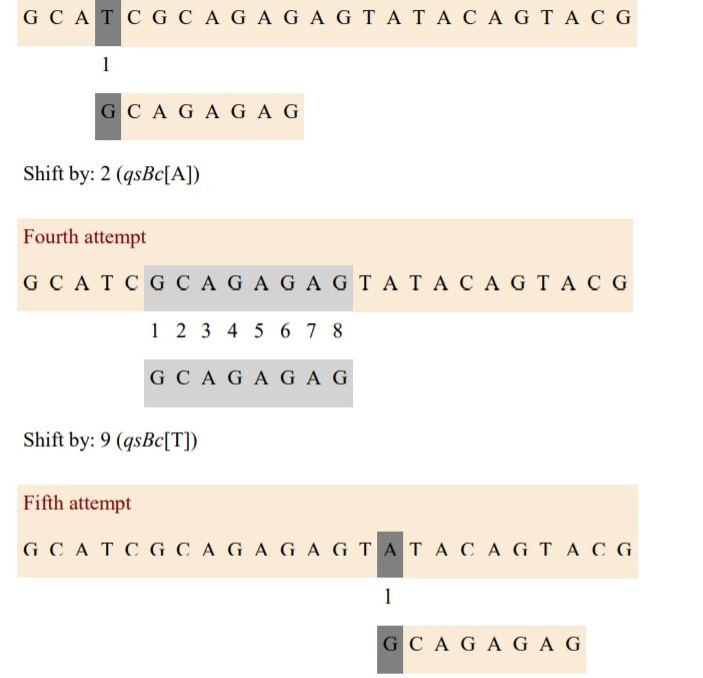 G C A T C G C A G A G A G T A T A C A G T A C G
1
G C A G A G A G
Shift by: 2 (qsBc[A])
Fourth attempt
G C A T C G C A G A G A G T A T A C A G T A C G
1 2 3 4 5 6 7 8
G C A G A G A G
Shift by: 9 (qsBc[T])
Fifth attempt
G C A T C G C A G A G A G T A T A C A G T A C G
1
G C A G A G A G